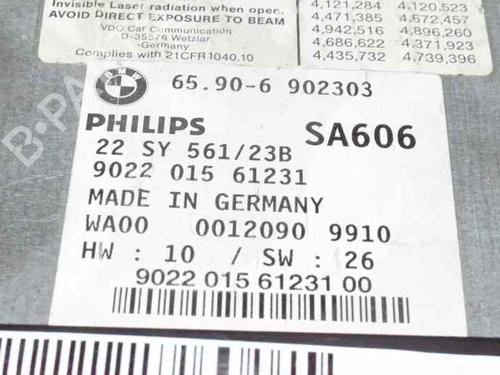 Invisible Laser radiation when open.
AVOID DIRECT EXPOSURE TO BEAM
VDO Car Communication
D-35576 Wetzlar
-Germany
Complies with 21CFR1040.10
4,121,284 4,120,523
4,471,385 4,672,457
4,942,516 4,896,260
4,686,622 4,371,923
4,435,732 4,739,396
BMW
65.90-6 902303
PHILIPS SA606
22 SY 561/23B
9022 015 61231
MADE IN GERMANY
WA00 0012090 9910
HW : 10 / SW : 26
9022 015 61231 00
B-PARTS